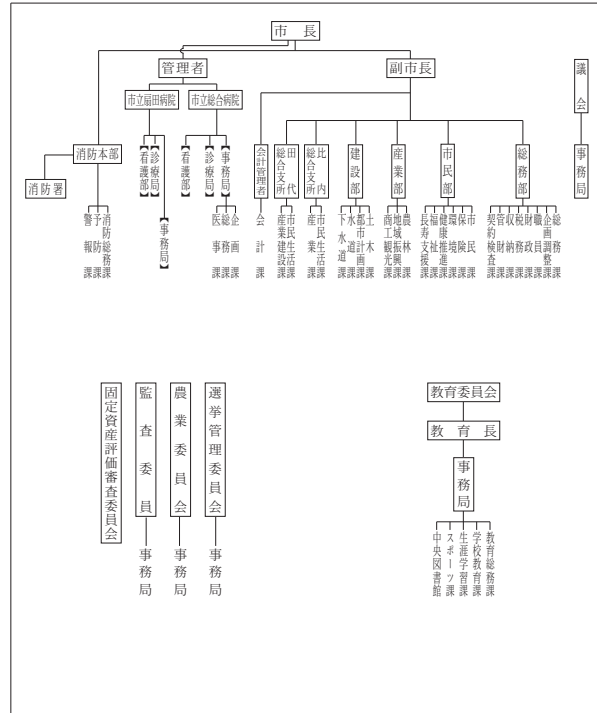 市長
管理者
副市長
議会
事務局
市立扇田病院
市立総合病院
消防本部
消防署
【看護部】
【診療局】
【事務局】
【看護部】
【診療局】
【事務局】
会計管理者
田代総合支所
比内総合支所
建設部
産業部
市民部
総務部
警報課
予防課
消防総務課
医事課
総務課
企画課
会計課
産業建設課
市民生活課
産業課
市民生活課
下水道課
水道課
都市計画課
土木課
商工観光課
地域振興課
農林課
長寿支援課
福祉課
健康推進課
環境課
保険課
市民課
契約検査課
管財課
収納課
税務課
財政課
職員課
企画調整課
総務課
固定資産評価審査委員会
監査委員
事務局
農業委員会
事務局
選挙管理委員会
事務局
教育委員会
教育長
事務局
中央図書館
スポーツ課
生涯学習課
学校教育課
教育総務課